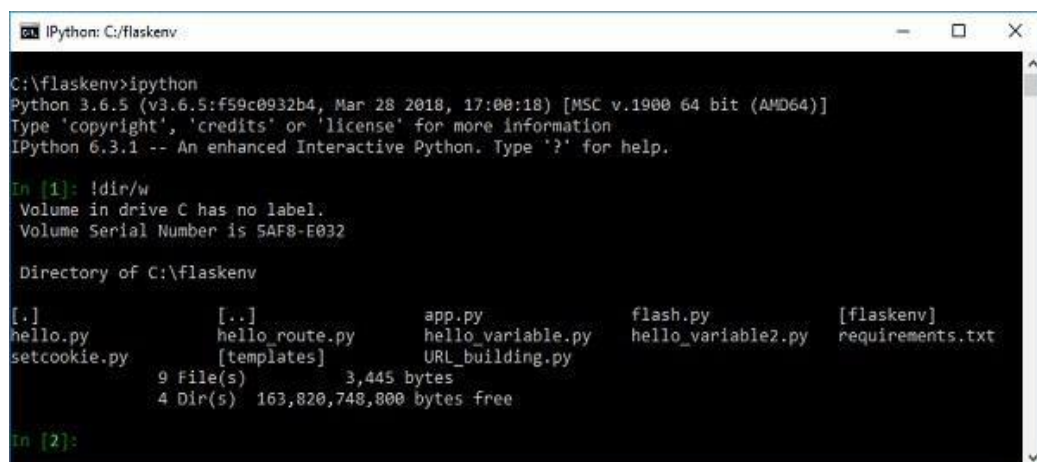 IPython: C:/flaskenv
C:\flaskenv>ipython
Python 3.6.5 (v3.6.5:f59c0932b4, Mar 28 2018, 17:00:18) [MSC v.1900 64 bit (AMD64)]
Type 'copyright', 'credits' or 'license' for more information
IPython 6.3.1 -- An enhanced Interactive Python. Type '?' for help.
In [1]: !dir/w
Volume in drive C has no label.
Volume Serial Number is 5AF8-E032
Directory of C:\flaskenv
[.] [..] app.py flash.py [flaskenv]
hello.py hello_route.py hello_variable.py hello_variable2.py requirements.txt
setcookie.py [templates] URL_building.py
9 File(s) 3,445 bytes
4 Dir(s) 163,820,748,800 bytes free
In [2]: